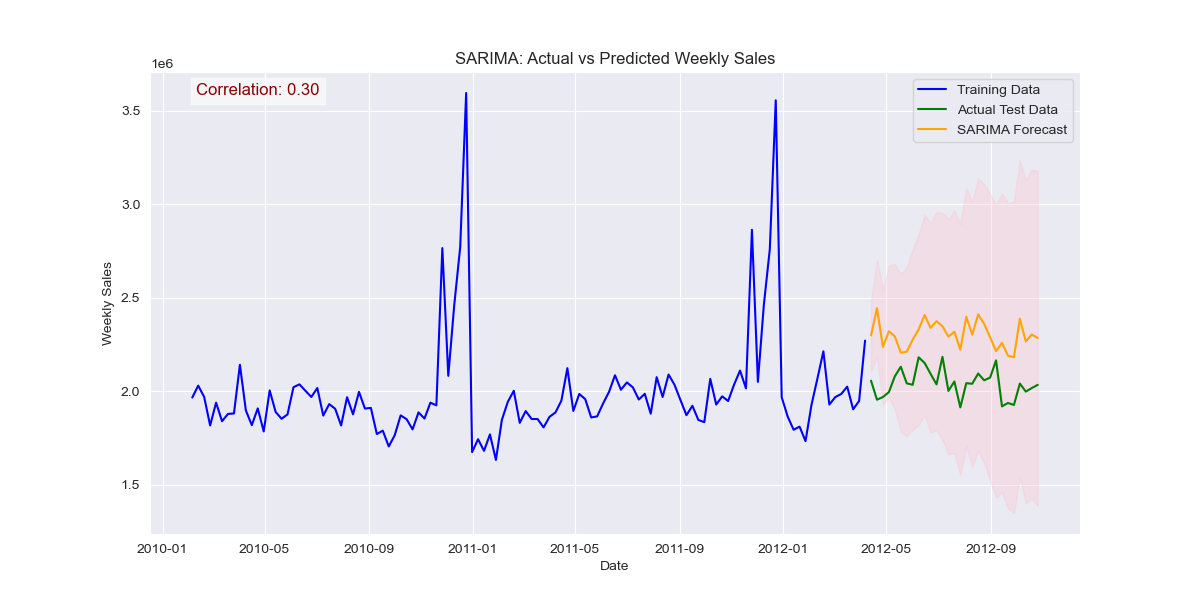 SARIMA: Actual vs Predicted Weekly Sales
1e6
Correlation: 0.30
Training Data
Actual Test Data
SARIMA Forecast
3.5
3.0
2.5
2.0
1.5
Weekly Sales
2010-01 2010-05 2010-09 2011-01 2011-05 2011-09 2012-01 2012-05 2012-09
Date